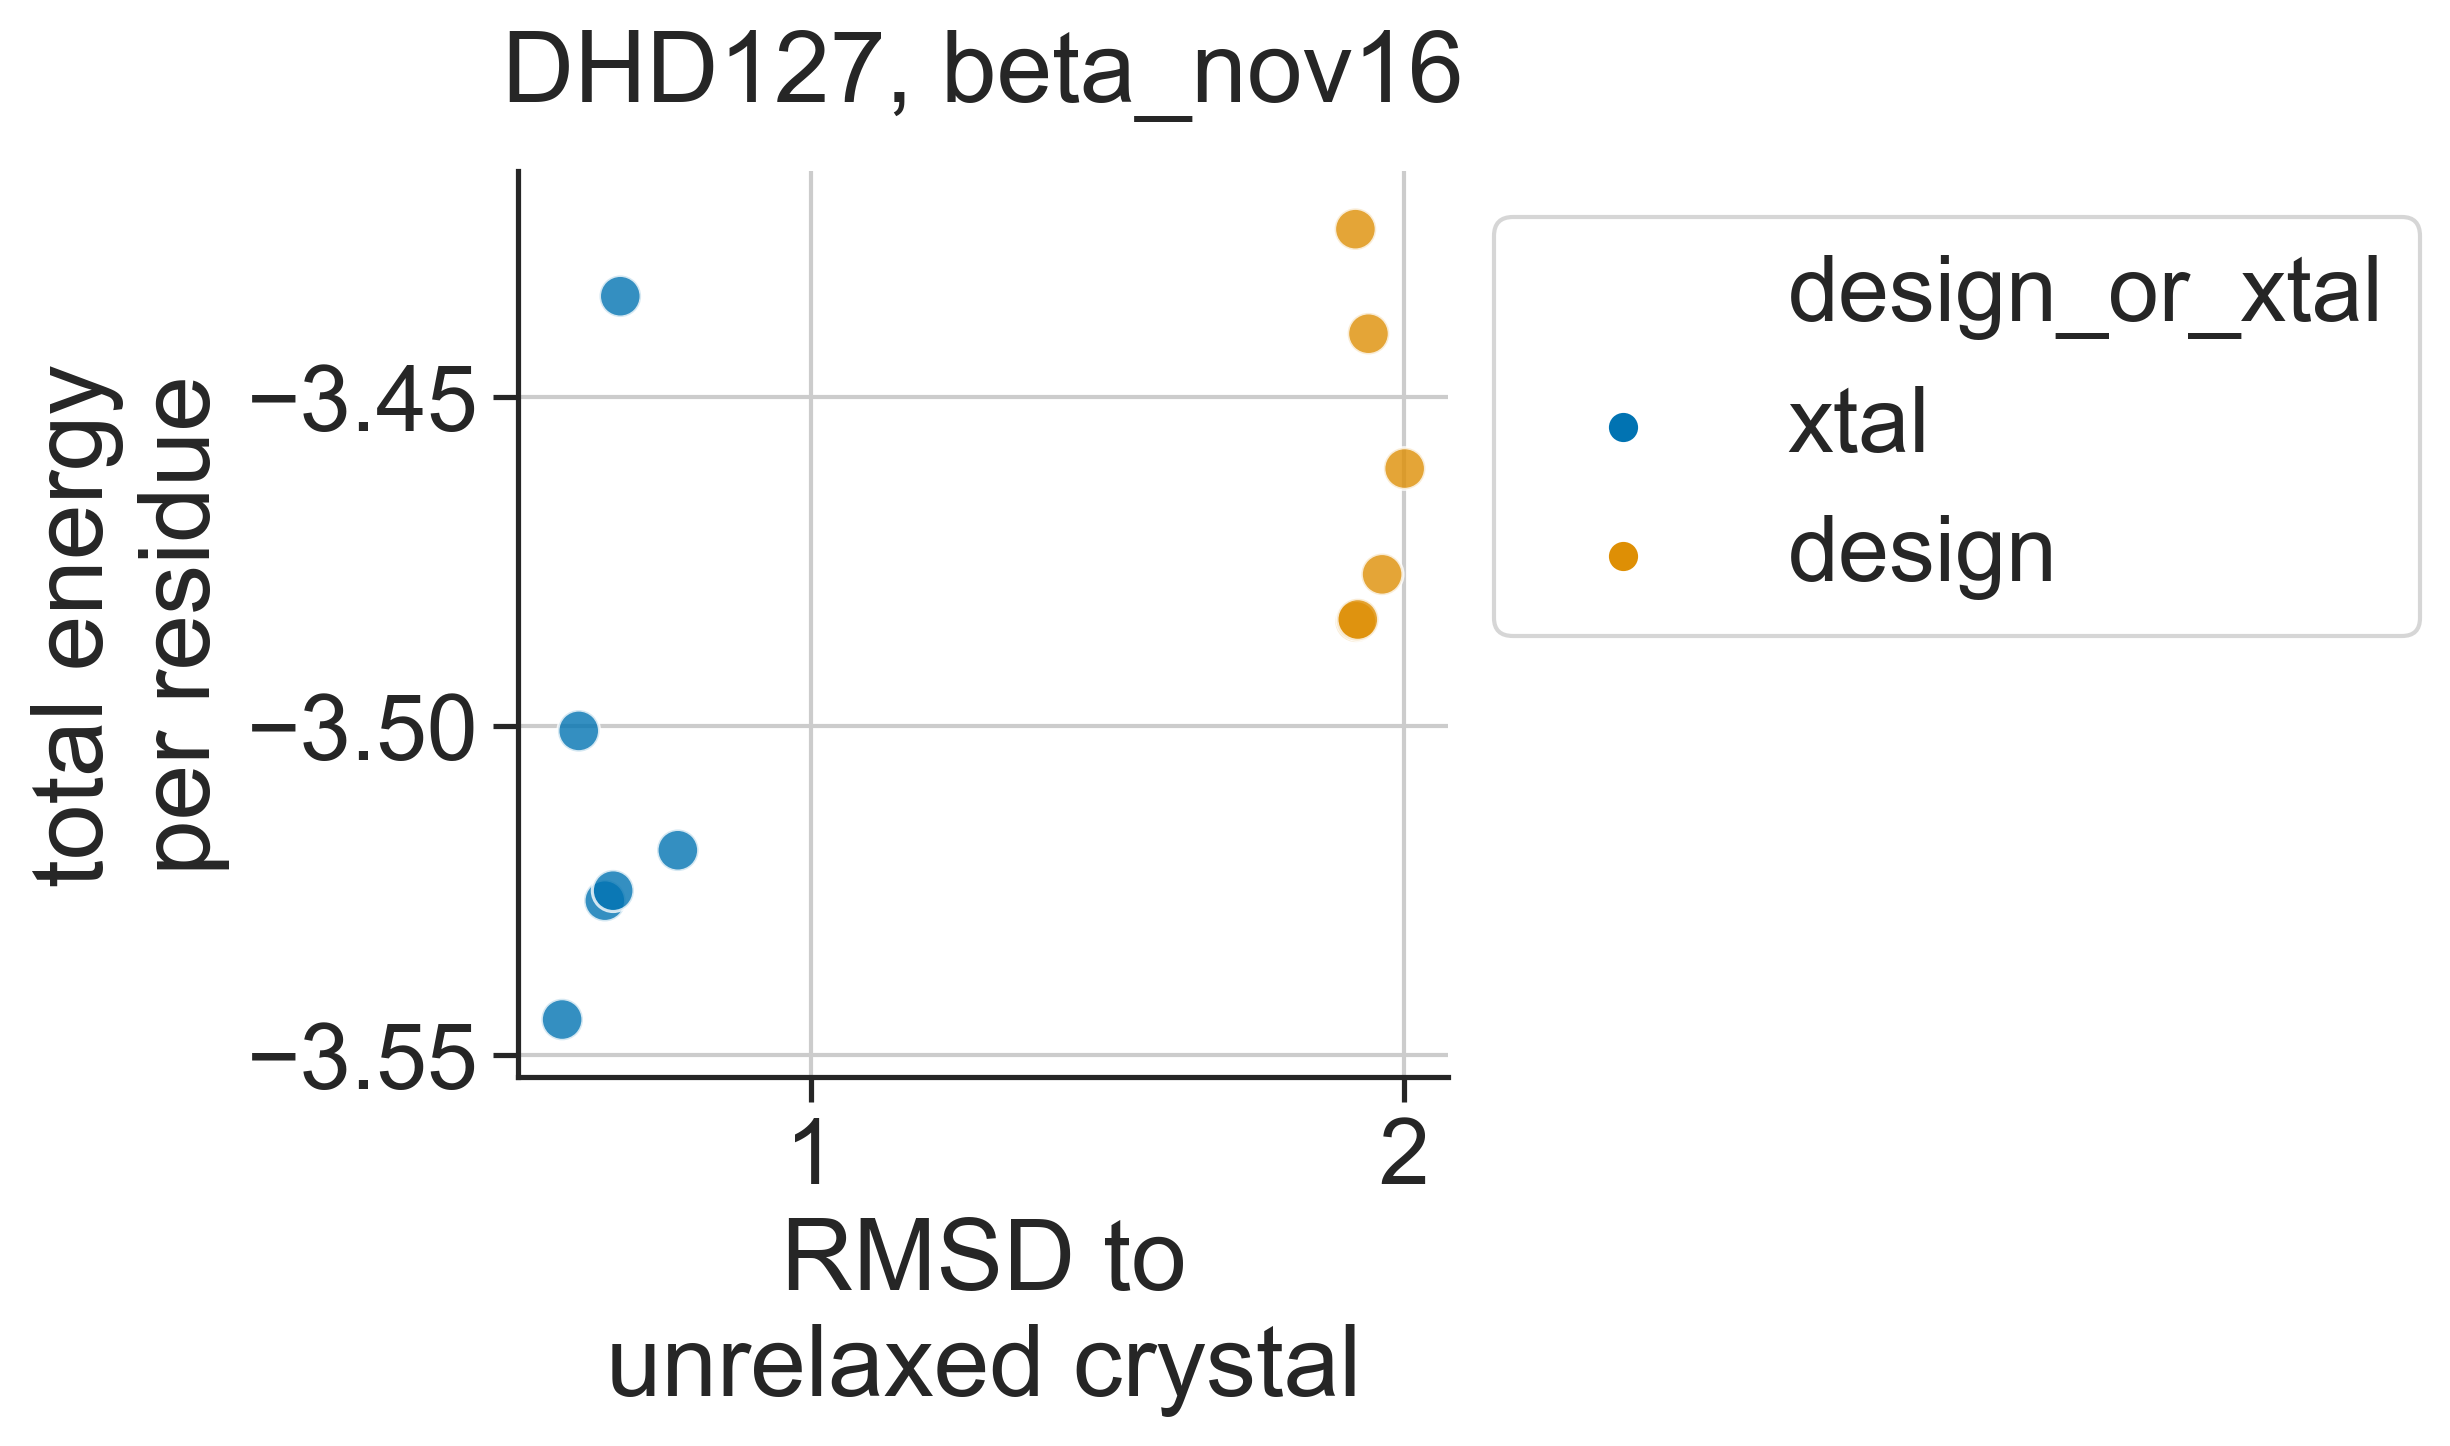 DHD127, beta_nov16
total energy
per residue
−3.45
−3.50
−3.55
1
2
RMSD to
unrelaxed crystal
design_or_xtal
xtal
design